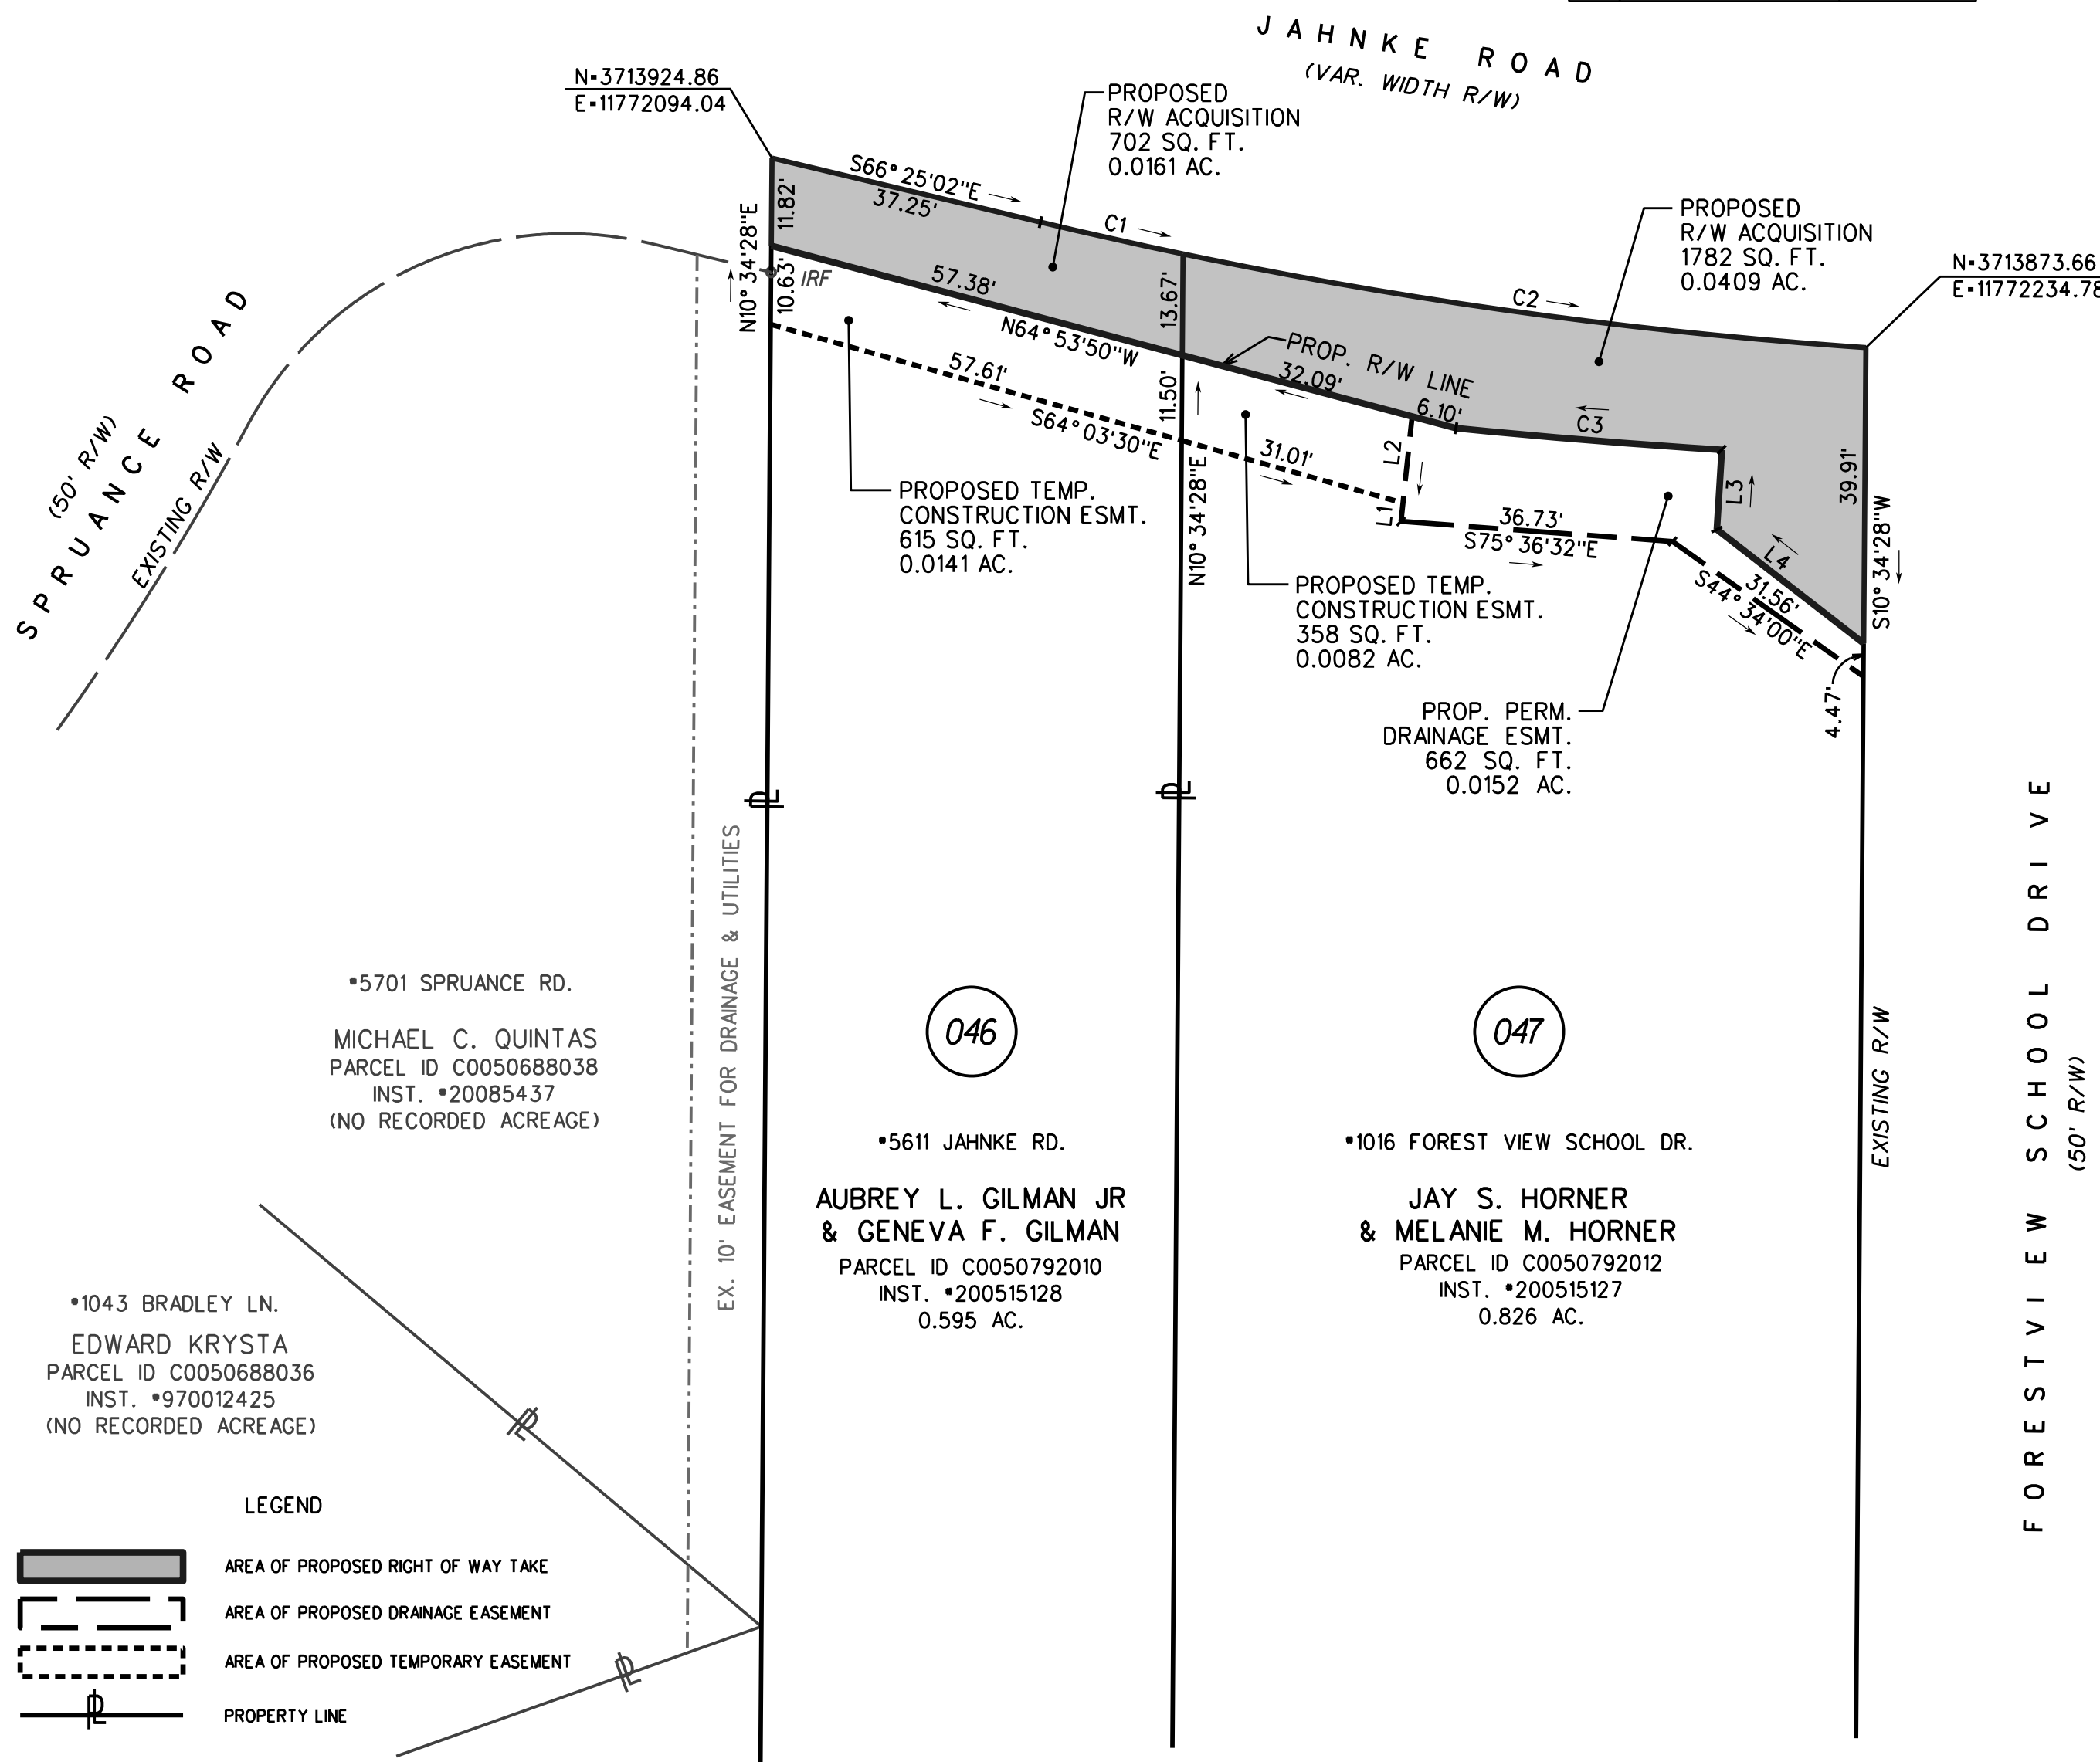 JAHNKE ROAD
(VAR. WIDTH R/W)
N=3713924.86
E=11772094.04
PROPOSED
R/W ACQUISITION
702 SQ. FT.
0.0161 AC.
S66°25'02"E
37.25'
C1
11.82'
N10°34'28"E
10.63'
IRF
57.38'
N64°53'50"W
13.67'
C2
PROPOSED
R/W ACQUISITION
1782 SQ. FT.
0.0409 AC.
N=3713873.66
E=11772234.78
PROP. R/W LINE
32.09'
6.10'
C3
57.61'
S64°03'30"E
11.50'
N10°34'28"E
31.01'
L2
L1
L3
L4
39.91'
S10°34'28"W
36.73'
S75°36'32"E
31.56'
S44°34'00"E
4.47'
PROPOSED TEMP.
CONSTRUCTION ESMT.
615 SQ. FT.
0.0141 AC.
PROPOSED TEMP.
CONSTRUCTION ESMT.
358 SQ. FT.
0.0082 AC.
PROP. PERM.
DRAINAGE ESMT.
662 SQ. FT.
0.0152 AC.
SPRUANCE ROAD
(50' R/W)
EXISTING R/W
PL
PL
EX. 10' EASEMENT FOR DRAINAGE & UTILITIES
#5701 SPRUANCE RD.
MICHAEL C. QUINTAS
PARCEL ID C0050688038
INST. #20085437
(NO RECORDED ACREAGE)
046
#5611 JAHNKE RD.
AUBREY L. GILMAN JR
& GENEVA F. GILMAN
PARCEL ID C0050792010
INST. #200515128
0.595 AC.
047
#1016 FOREST VIEW SCHOOL DR.
JAY S. HORNER
& MELANIE M. HORNER
PARCEL ID C0050792012
INST. #200515127
0.826 AC.
EXISTING R/W
FORESTVIEW SCHOOL DRIVE
(50' R/W)
#1043 BRADLEY LN.
EDWARD KRYSTA
PARCEL ID C0050688036
INST. #970012425
(NO RECORDED ACREAGE)
PL
PL
LEGEND
AREA OF PROPOSED RIGHT OF WAY TAKE
AREA OF PROPOSED DRAINAGE EASEMENT
AREA OF PROPOSED TEMPORARY EASEMENT
PL PROPERTY LINE